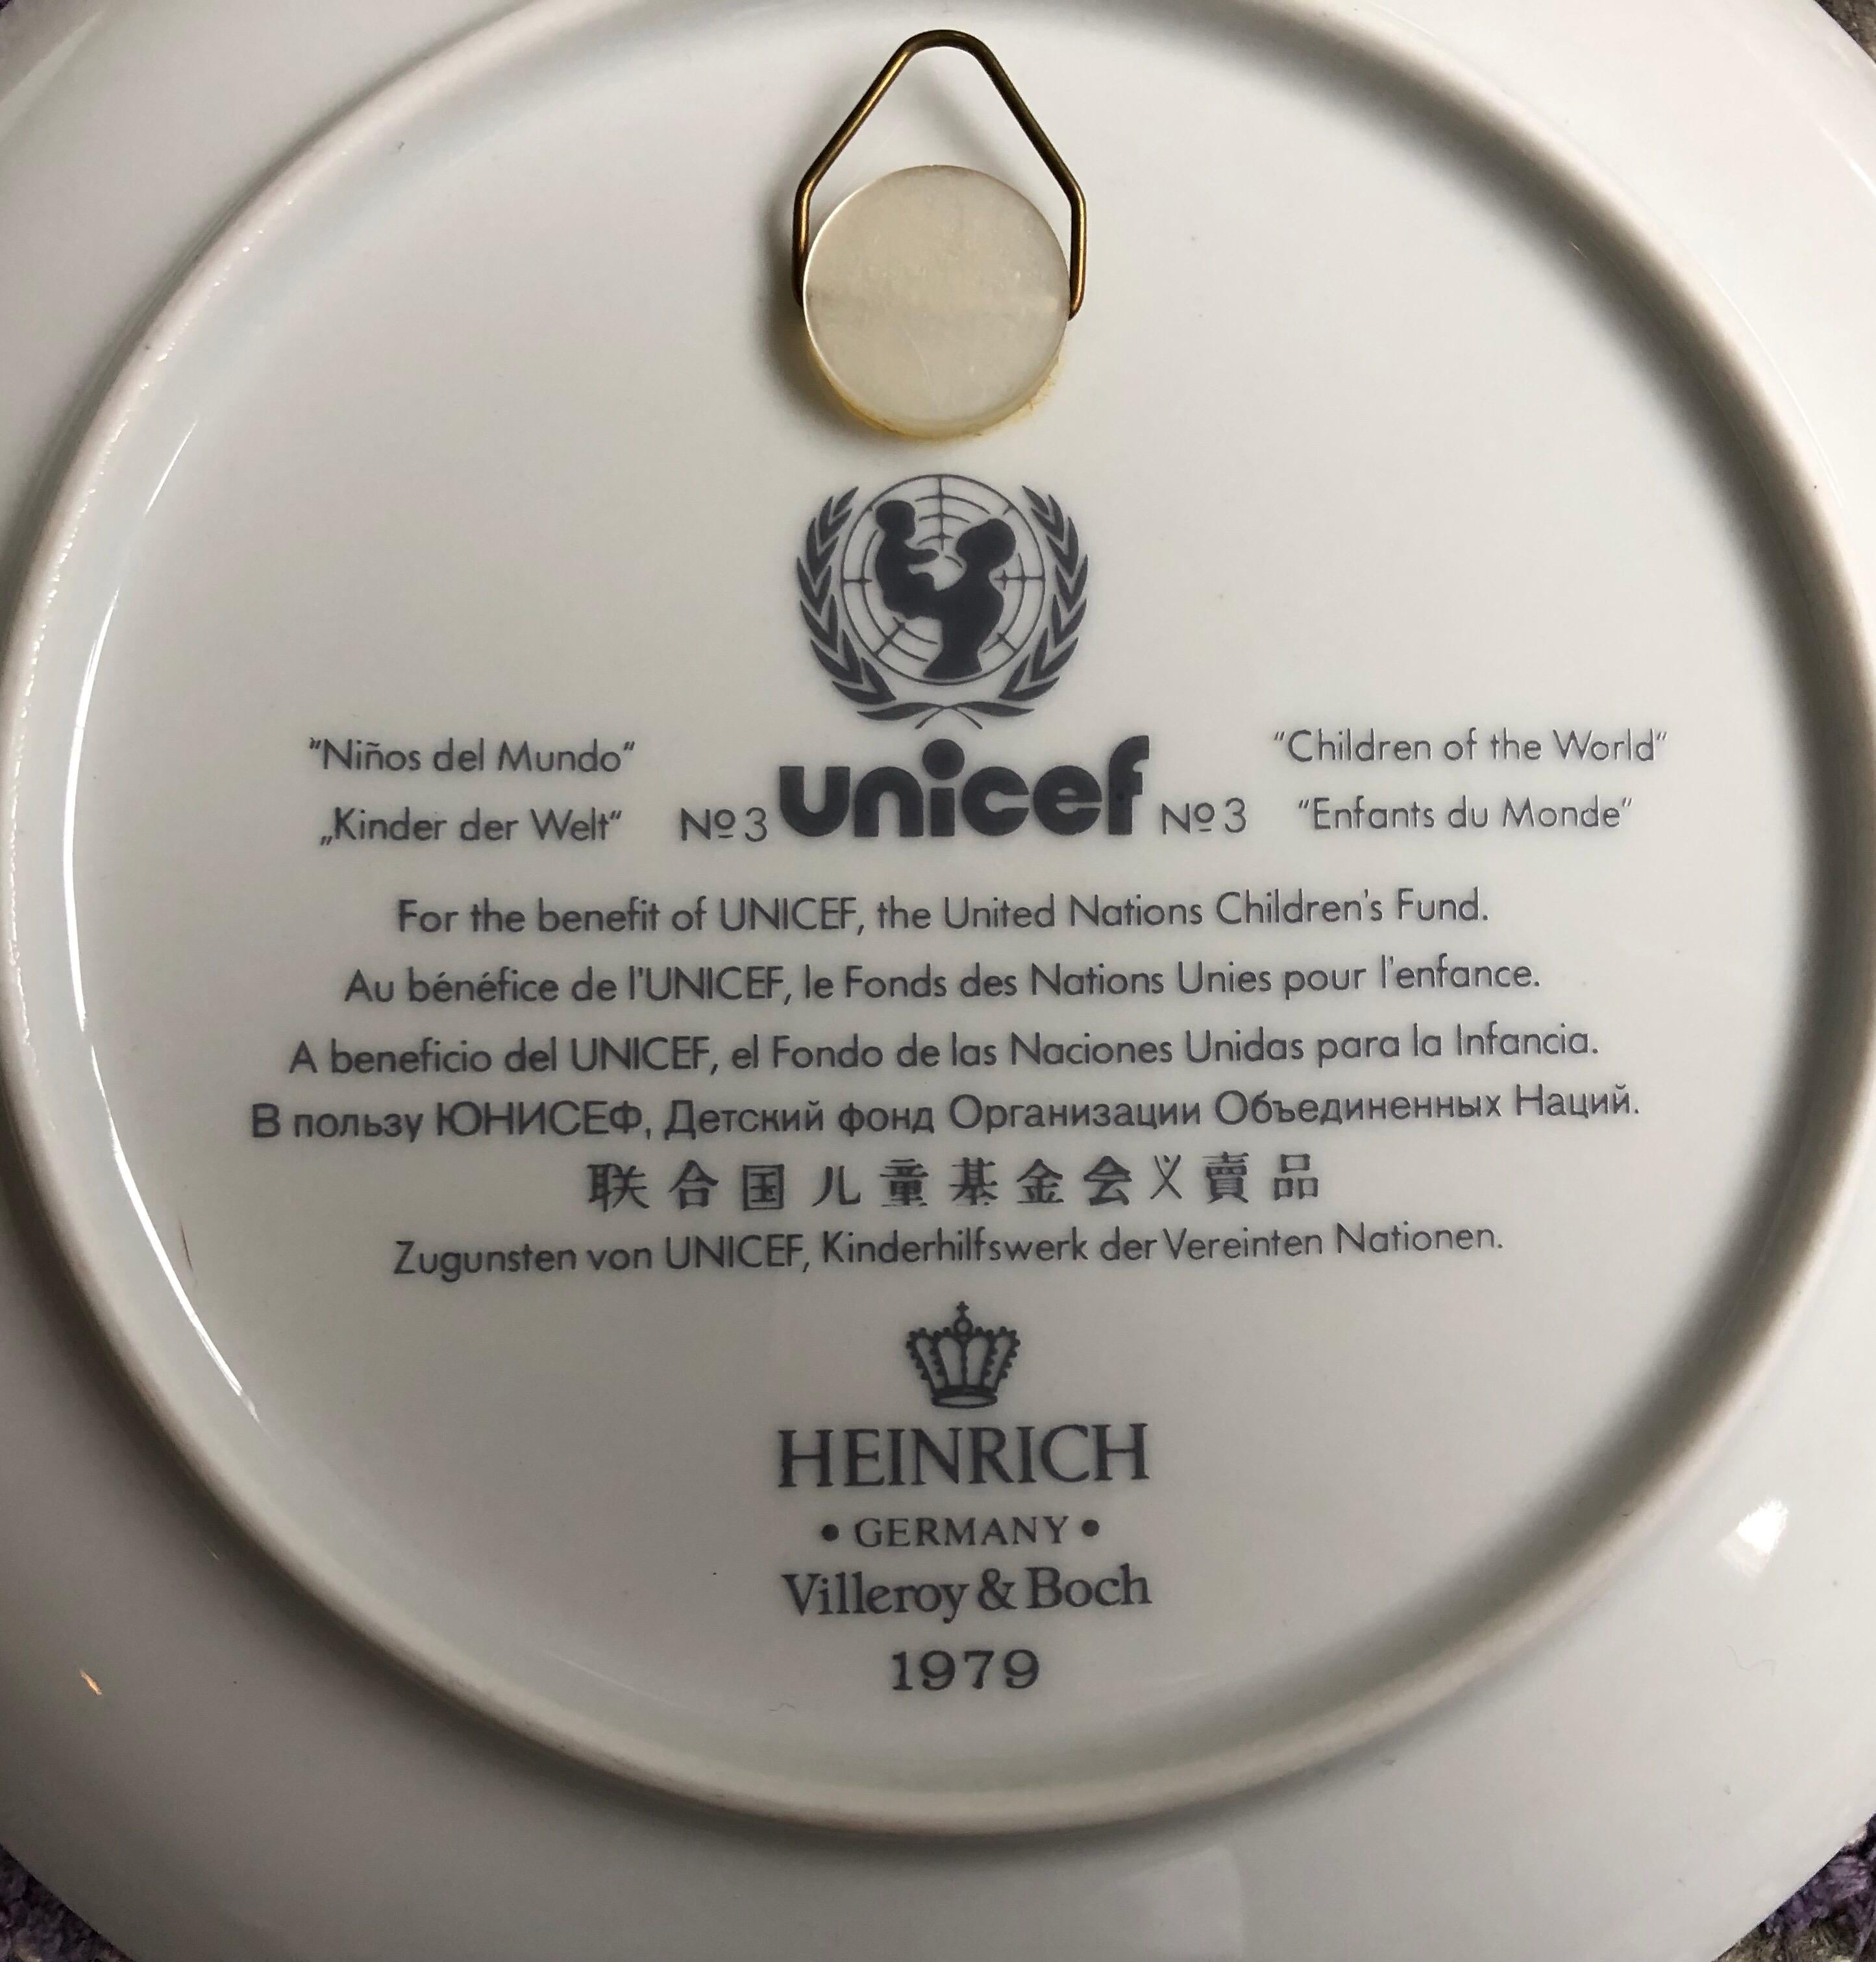 unicef
"Niños del Mundo“ "Children of the World“
„Kinder der Welt“ Nº 3 Nº 3 "Enfants du Monde“
For the benefit of UNICEF, the United Nations Children's Fund.
Au bénéfice de l'UNICEF, le Fonds des Nations Unies pour l'enfance.
A beneficio del UNICEF, el Fondo de las Naciones Unidas para la Infancia.
В пользу ЮНИСЕФ, Детский фонд Организации Объединенных Наций.
联合国儿童基金会义賣品
Zugunsten von UNICEF, Kinderhilfswerk der Vereinten Nationen.
HEINRICH
• GERMANY •
Villeroy & Boch
1979